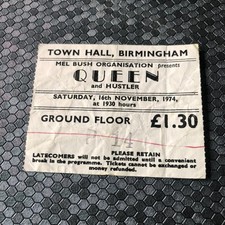 TOWN HALL, BIRMINGHAM
MEL BUSH ORGANISATION presents
QUEEN
and HUSTLER
SATURDAY, 16th NOVEMBER, 1974,
at 1930 hours
GROUND FLOOR £1.30
PLEASE RETAIN
LATECOMERS will not be admitted until a convenient
break in the programme. Tickets cannot be exchanged or
money refunded.